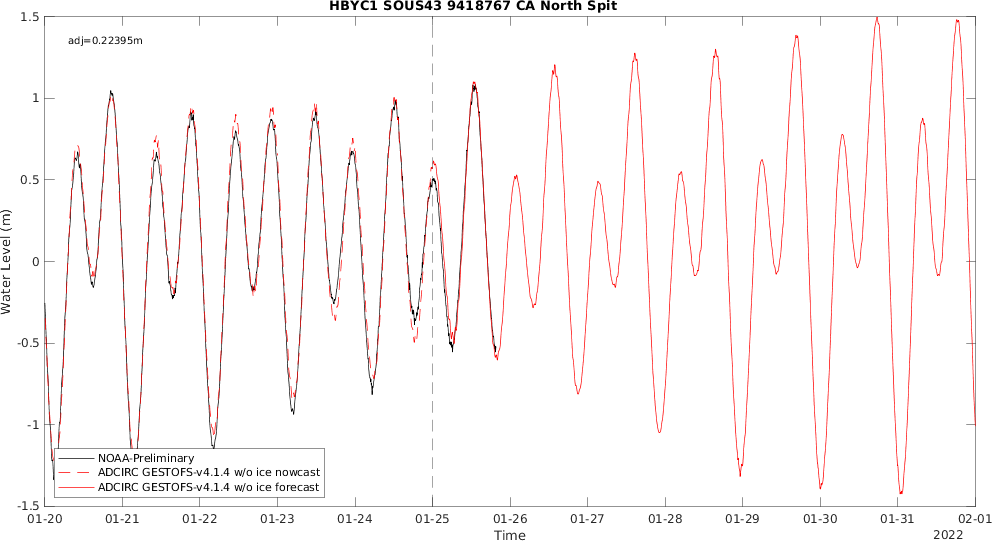 HBYC1 SOUS43 9418767 CA North Spit
adj=0.22395m
1.5
1
0.5
0
-0.5
-1
-1.5
Water Level (m)
NOAA-Preliminary
ADCIRC GESTOFS-v4.1.4 w/o ice nowcast
ADCIRC GESTOFS-v4.1.4 w/o ice forecast
01-20 01-21 01-22 01-23 01-24 01-25 01-26 01-27 01-28 01-29 01-30 01-31 02-01
Time
2022